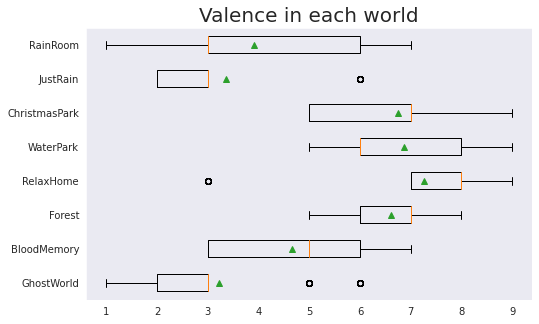 Valence in each world
RainRoom
JustRain
ChristmasPark
WaterPark
RelaxHome
Forest
BloodMemory
GhostWorld
1 2 3 4 5 6 7 8 9